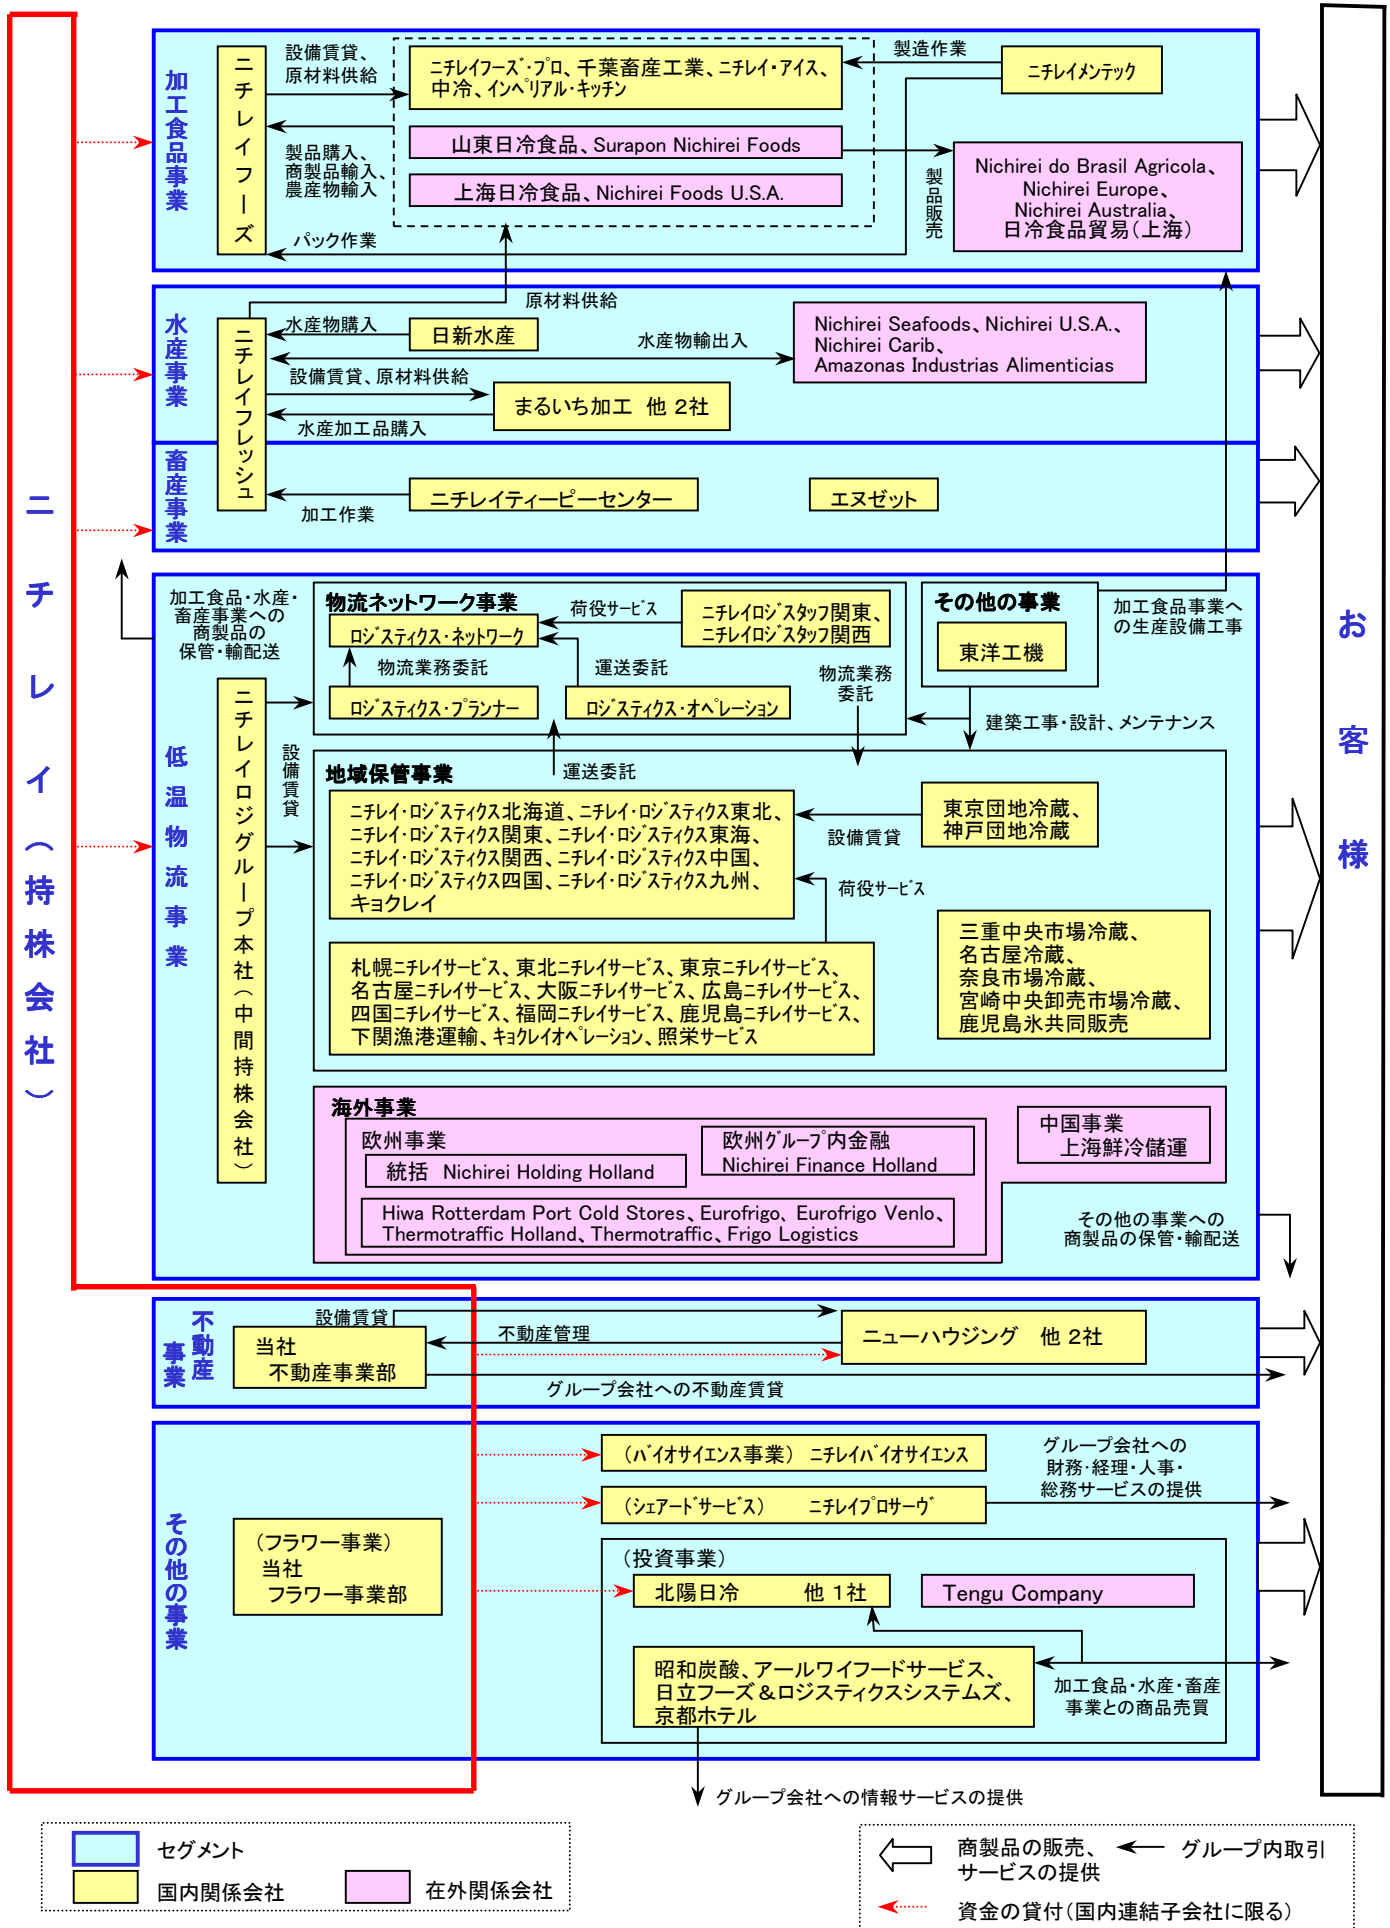 ニチレイ（持株会社）
お客様
加工食品事業
ニチレイフーズ
設備賃貸、
原材料供給
ニチレイフーズ・プロ、千葉畜産工業、ニチレイ・アイス、
中冷、インペリアル・キッチン
製造作業
ニチレイメンテック
製品購入、
商製品輸入、
農産物輸入
山東日冷食品、Surapon Nichirei Foods
上海日冷食品、Nichirei Foods U.S.A.
製品販売
Nichirei do Brasil Agricola、
Nichirei Europe、
Nichirei Australia、
日冷食品貿易（上海）
パック作業
原材料供給
水産事業
ニチレイフレッシュ
水産物購入
日新水産
水産物輸出入
Nichirei Seafoods、Nichirei U.S.A.、
Nichirei Carib、
Amazonas Industrias Alimenticias
設備賃貸、原材料供給
まるいち加工 他 2社
水産加工品購入
畜産事業
ニチレイティーピーセンター
エヌゼット
加工作業
低温物流事業
加工食品・水産・
畜産事業への
商製品の
保管・輸配送
ニチレイロジグループ本社（中間持株会社）
設備賃貸
物流ネットワーク事業
荷役サービス
ロジスティクス・ネットワーク
ニチレイロジスタッフ関東、
ニチレイロジスタッフ関西
物流業務委託
運送委託
ロジスティクス・プランナー
ロジスティクス・オペレーション
物流業務
委託
その他の事業
東洋工機
加工食品事業へ
の生産設備工事
建築工事・設計、メンテナンス
運送委託
地域保管事業
ニチレイ・ロジスティクス北海道、ニチレイ・ロジスティクス東北、
ニチレイ・ロジスティクス関東、ニチレイ・ロジスティクス東海、
ニチレイ・ロジスティクス関西、ニチレイ・ロジスティクス中国、
ニチレイ・ロジスティクス四国、ニチレイ・ロジスティクス九州、
キョクレイ
設備賃貸
東京団地冷蔵、
神戸団地冷蔵
荷役サービス
札幌ニチレイサービス、東北ニチレイサービス、東京ニチレイサービス、
名古屋ニチレイサービス、大阪ニチレイサービス、広島ニチレイサービス、
四国ニチレイサービス、福岡ニチレイサービス、鹿児島ニチレイサービス、
下関漁港運輸、キョクレイオペレーション、照栄サービス
三重中央市場冷蔵、
名古屋冷蔵、
奈良市場冷蔵、
宮崎中央卸売市場冷蔵、
鹿児島氷共同販売
海外事業
欧州事業
統括 Nichirei Holding Holland
欧州グループ内金融
Nichirei Finance Holland
中国事業
上海鮮冷儲運
Hiwa Rotterdam Port Cold Stores、Eurofrigo、Eurofrigo Venlo、
Thermotraffic Holland、Thermotraffic、Frigo Logistics
その他の事業への
商製品の保管・輸配送
不動産
事業
設備賃貸
当社
不動産事業部
不動産管理
ニューハウジング 他 2社
グループ会社への不動産賃貸
その他の事業
（バイオサイエンス事業） ニチレイバイオサイエンス
（シェアードサービス） ニチレイプロサーヴ
グループ会社への
財務・経理・人事・
総務サービスの提供
（フラワー事業）
当社
フラワー事業部
（投資事業）
北陽日冷 他 1社
Tengu Company
昭和炭酸、アールワイフードサービス、
日立フーズ＆ロジスティクスシステムズ、
京都ホテル
加工食品・水産・畜産
事業との商品売買
グループ会社への情報サービスの提供
セグメント
国内関係会社
在外関係会社
商製品の販売、
サービスの提供
グループ内取引
資金の貸付（国内連結子会社に限る）